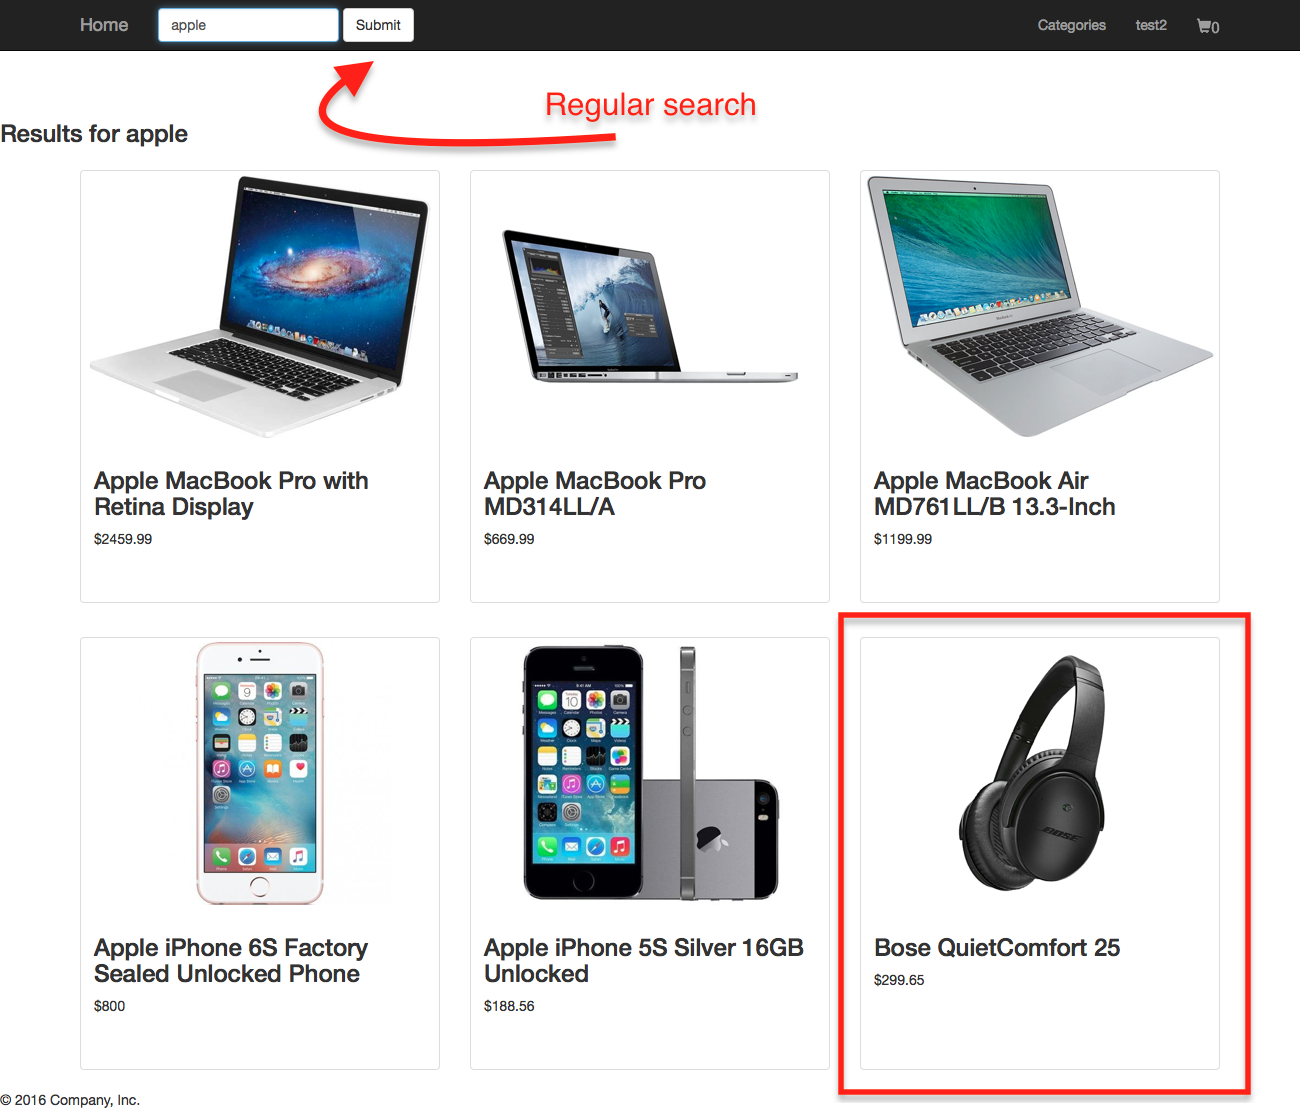 Home apple Submit Categories test2 0
Regular search
Results for apple
Apple MacBook Pro with
Retina Display
$2459.99
Apple MacBook Pro
MD314LL/A
$669.99
Apple MacBook Air
MD761LL/B 13.3-Inch
$1199.99
BOSE
Apple iPhone 6S Factory
Sealed Unlocked Phone
$800
Apple iPhone 5S Silver 16GB
Unlocked
$188.56
Bose QuietComfort 25
$299.65
© 2016 Company, Inc.